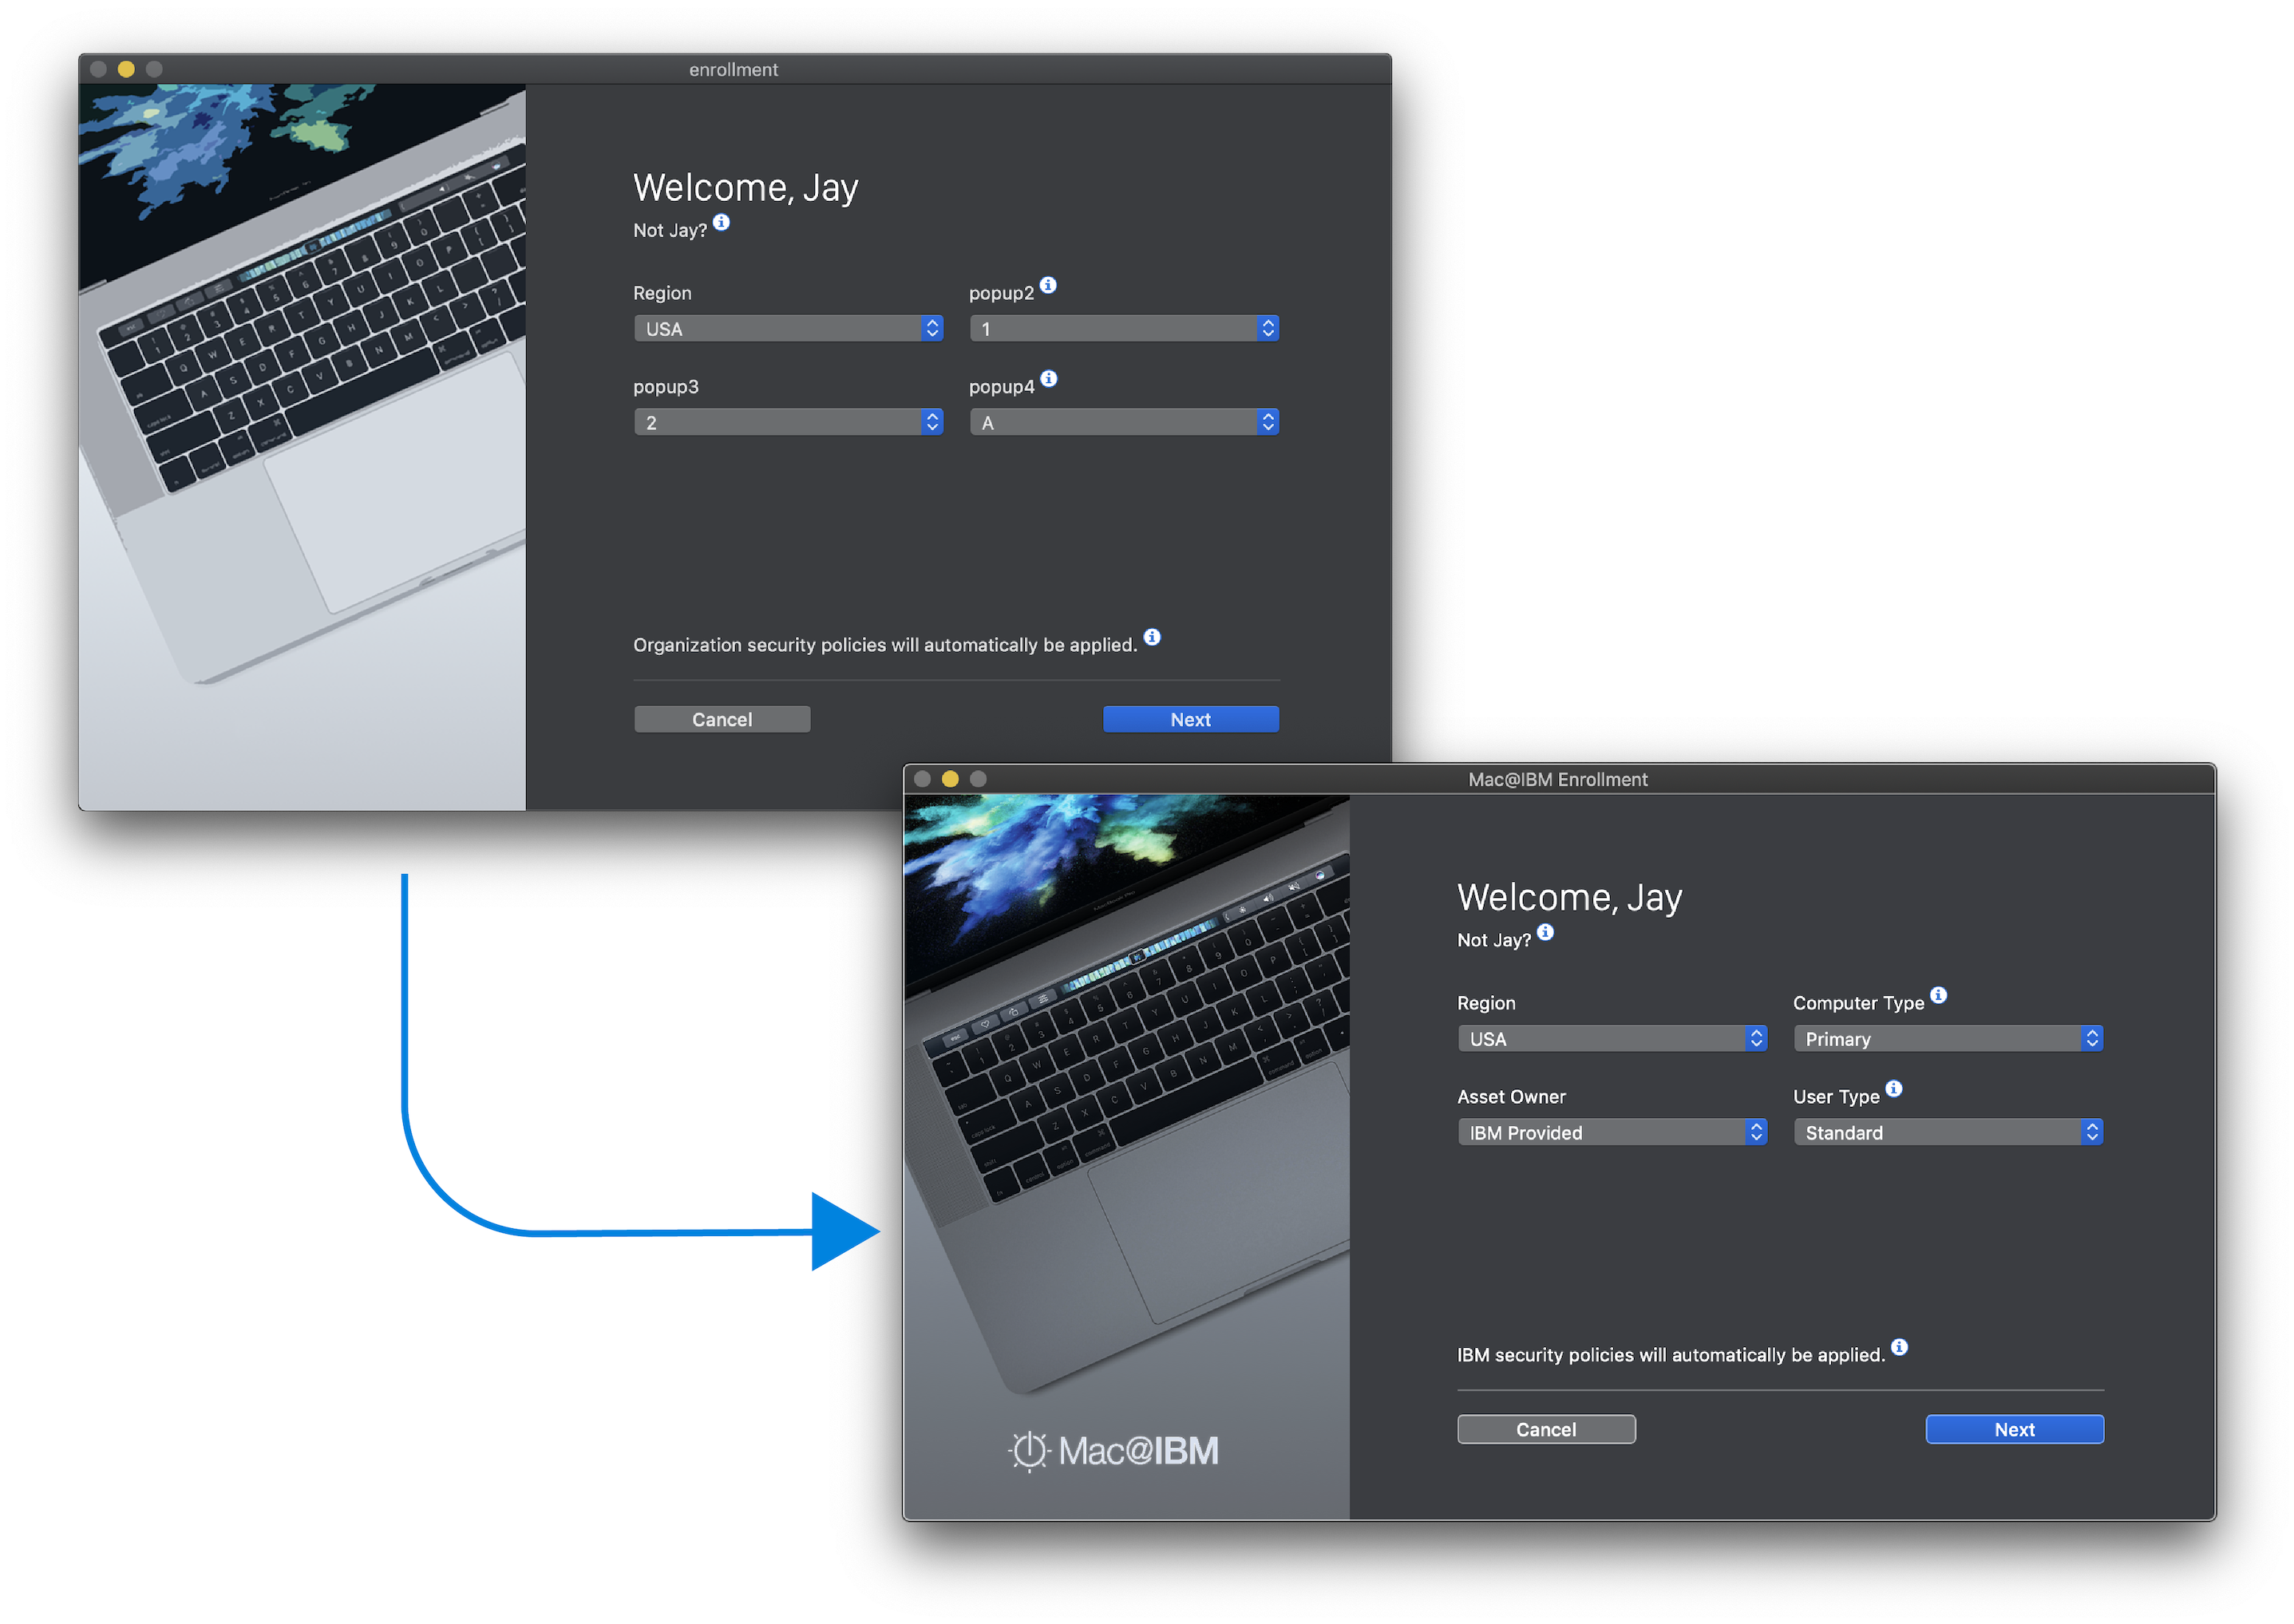 enrollment
Welcome, Jay
Not Jay?
Region
popup2
USA
1
popup3
popup4
2
A
Organization security policies will automatically be applied.
Cancel
Next
Mac@IBM Enrollment
Welcome, Jay
Not Jay?
Region
Computer Type
USA
Primary
Asset Owner
User Type
IBM Provided
Standard
IBM security policies will automatically be applied.
Cancel
Next
Mac@IBM